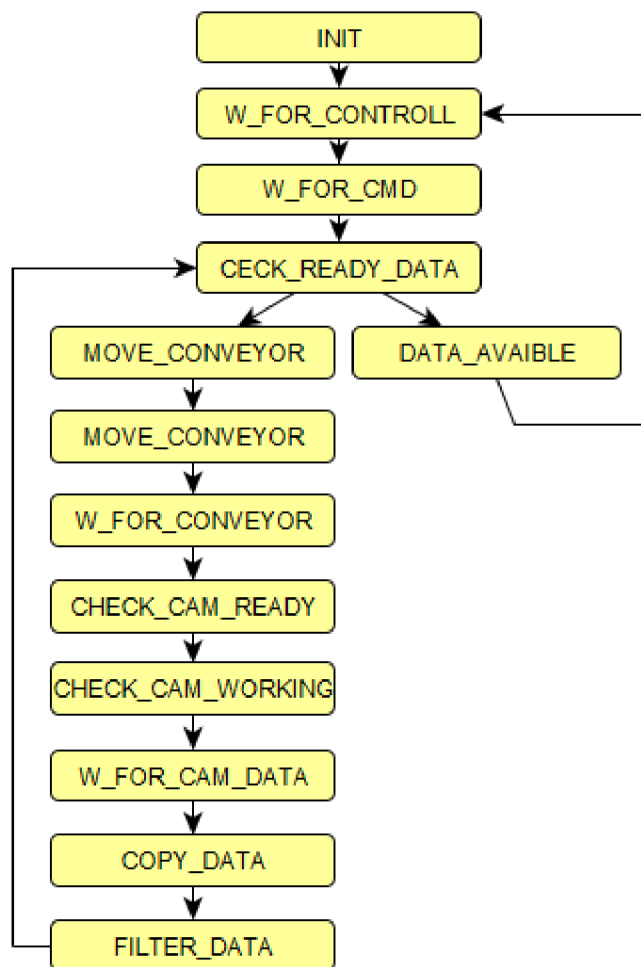 INIT
W_FOR_CONTROLL
W_FOR_CMD
CECK_READY_DATA
MOVE_CONVEYOR
DATA_AVAIBLE
MOVE_CONVEYOR
W_FOR_CONVEYOR
CHECK_CAM_READY
CHECK_CAM_WORKING
W_FOR_CAM_DATA
COPY_DATA
FILTER_DATA